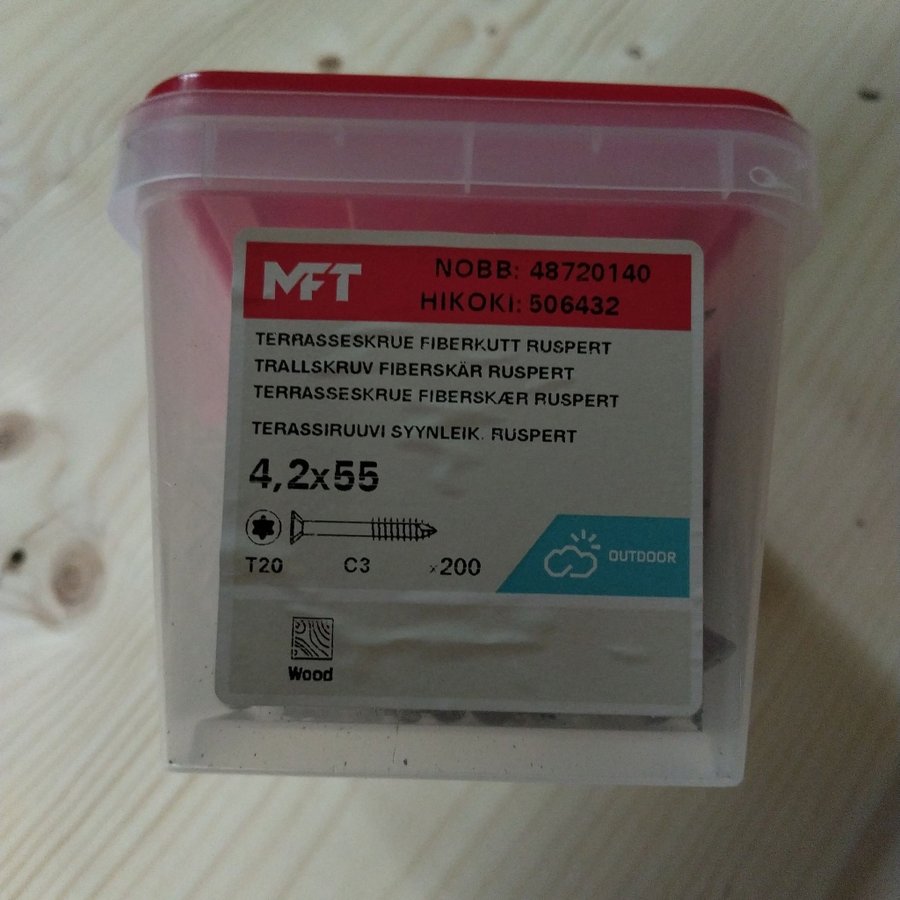 MFT
NOBB: 48720140
HIKOKI: 506432
TERRASSESKRUE FIBERKUTT RUSPERT
TRALLSKRUV FIBERSKÄR RUSPERT
TERRASSESKRUE FIBERSKÆR RUSPERT
TERASSIRUUVI SYYNLEIK. RUSPERT
4,2x55
T20 C3 x200
OUTDOOR
Wood